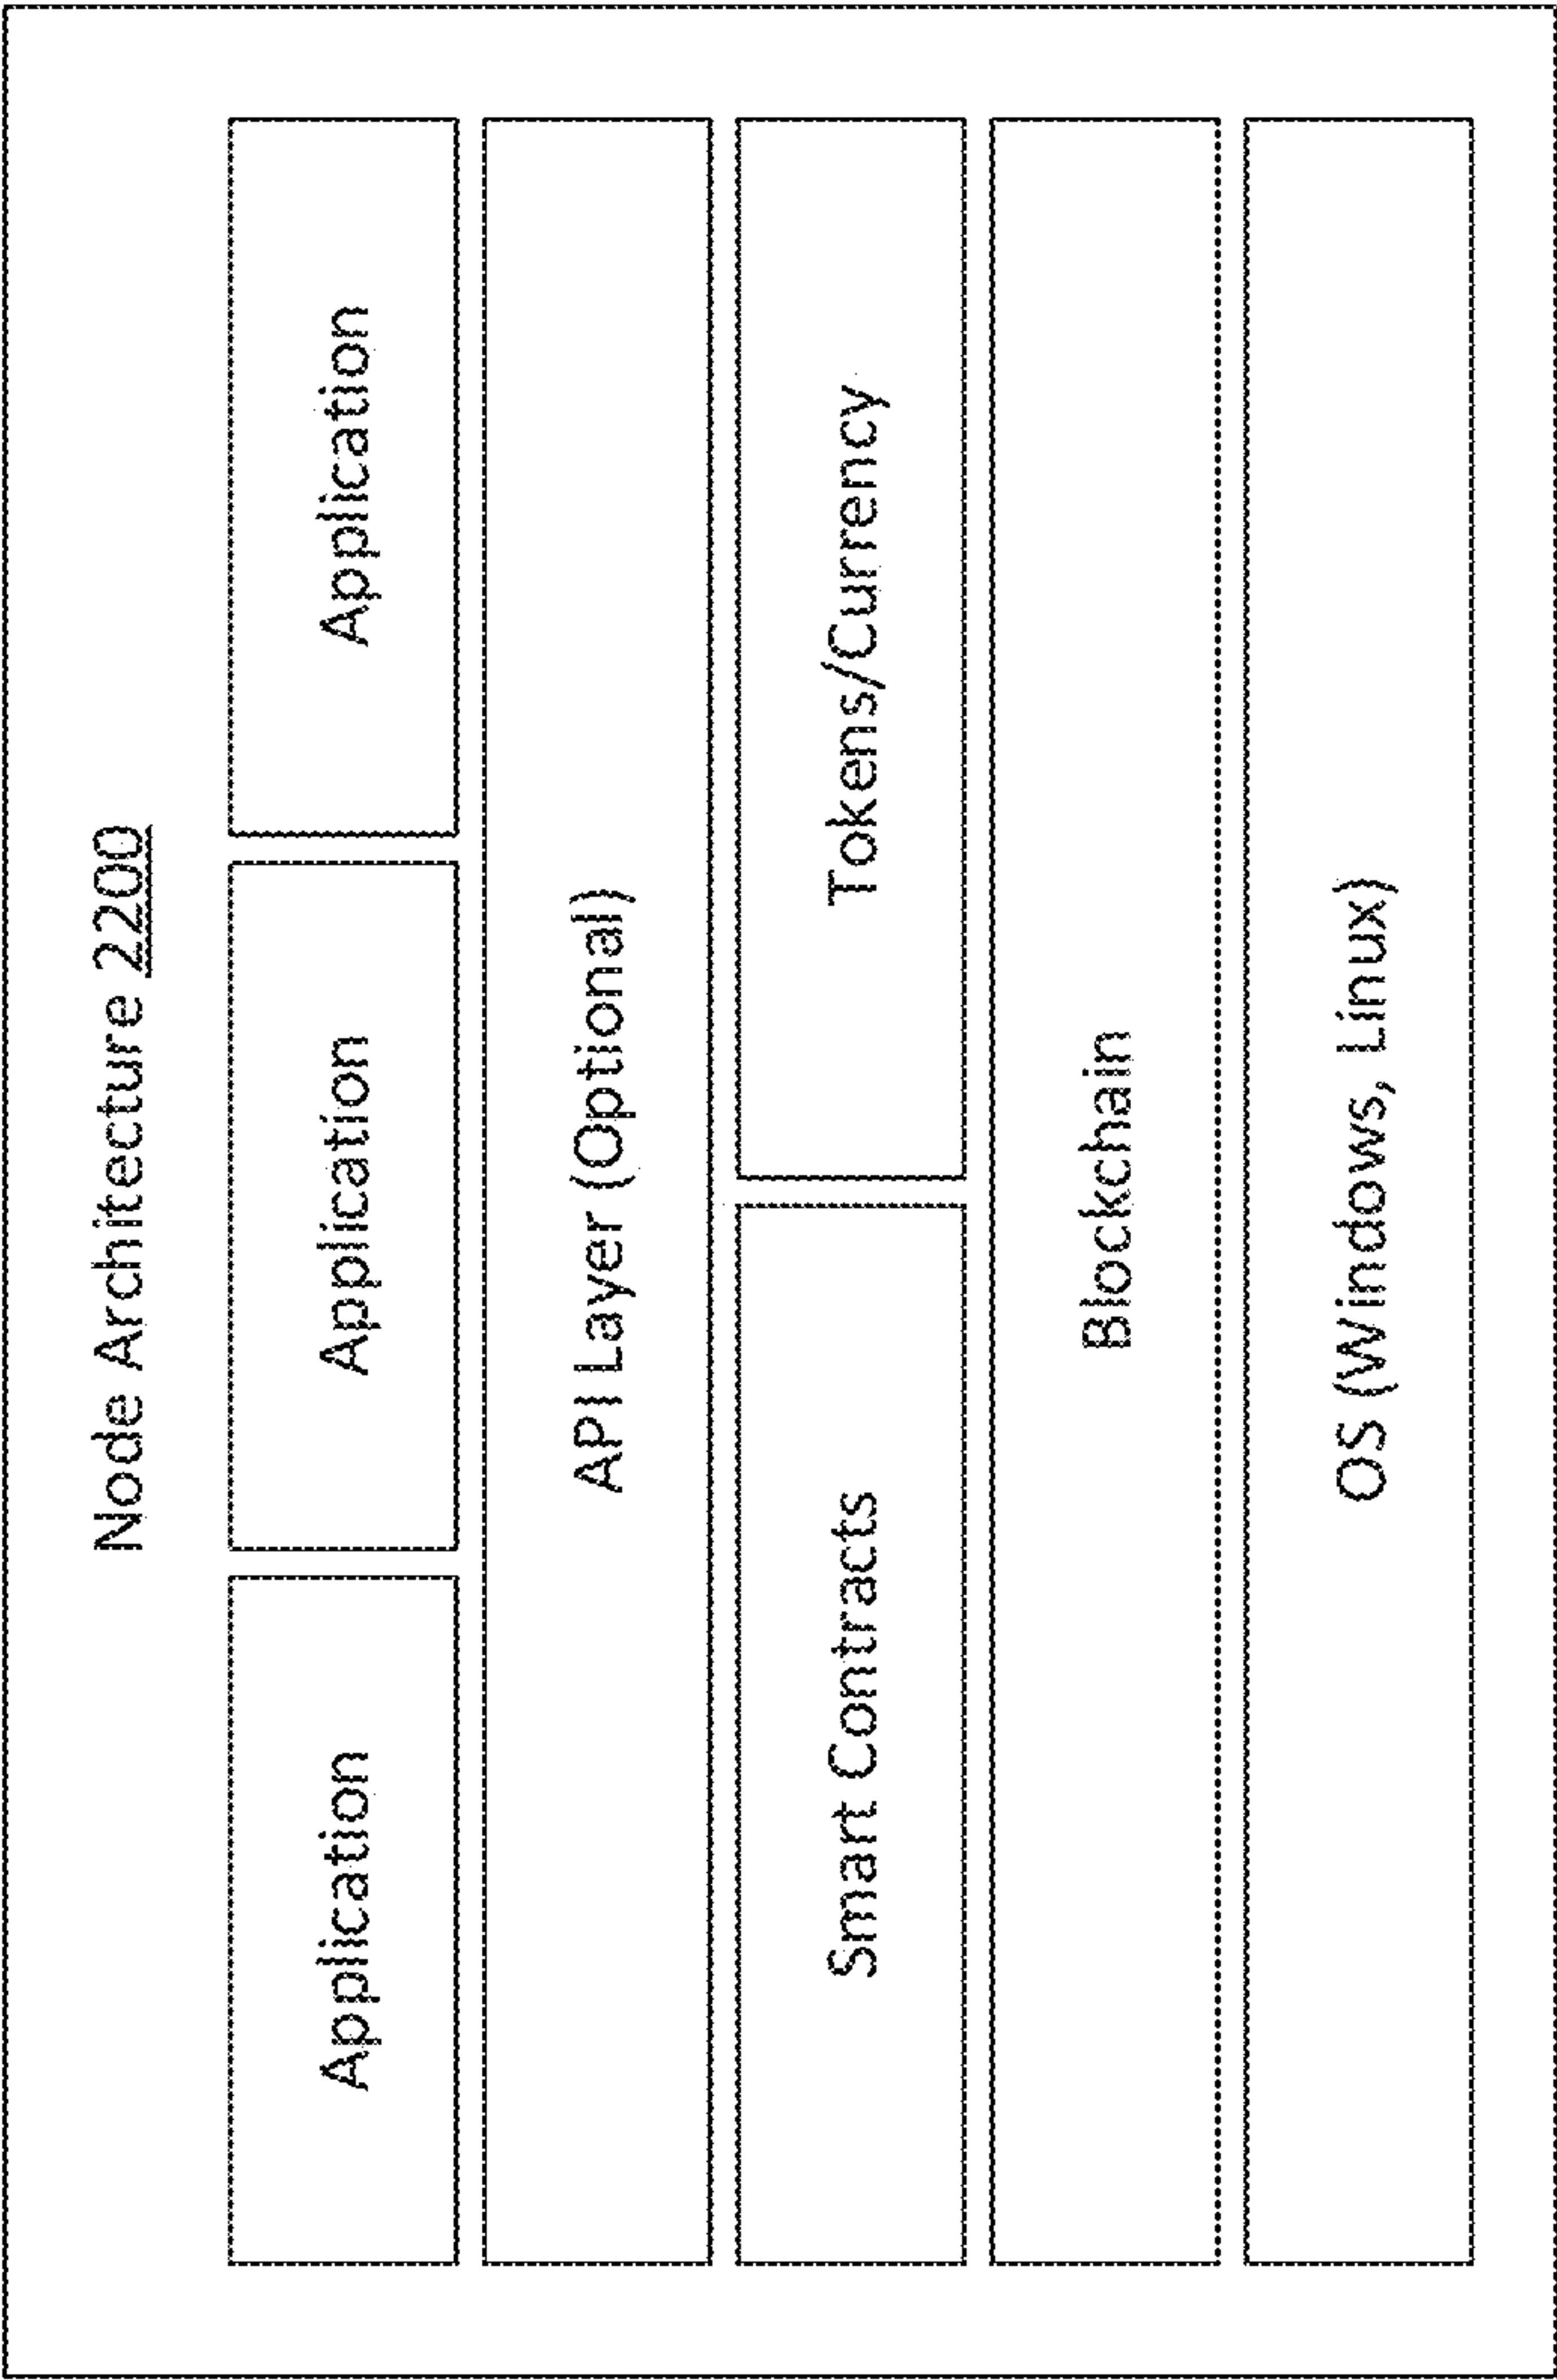 Node Architecture 2200
Application
Application
Application
API Layer (Optional)
Smart Contracts
Tokens/Currency
Blockchain
OS (Windows, Linux)